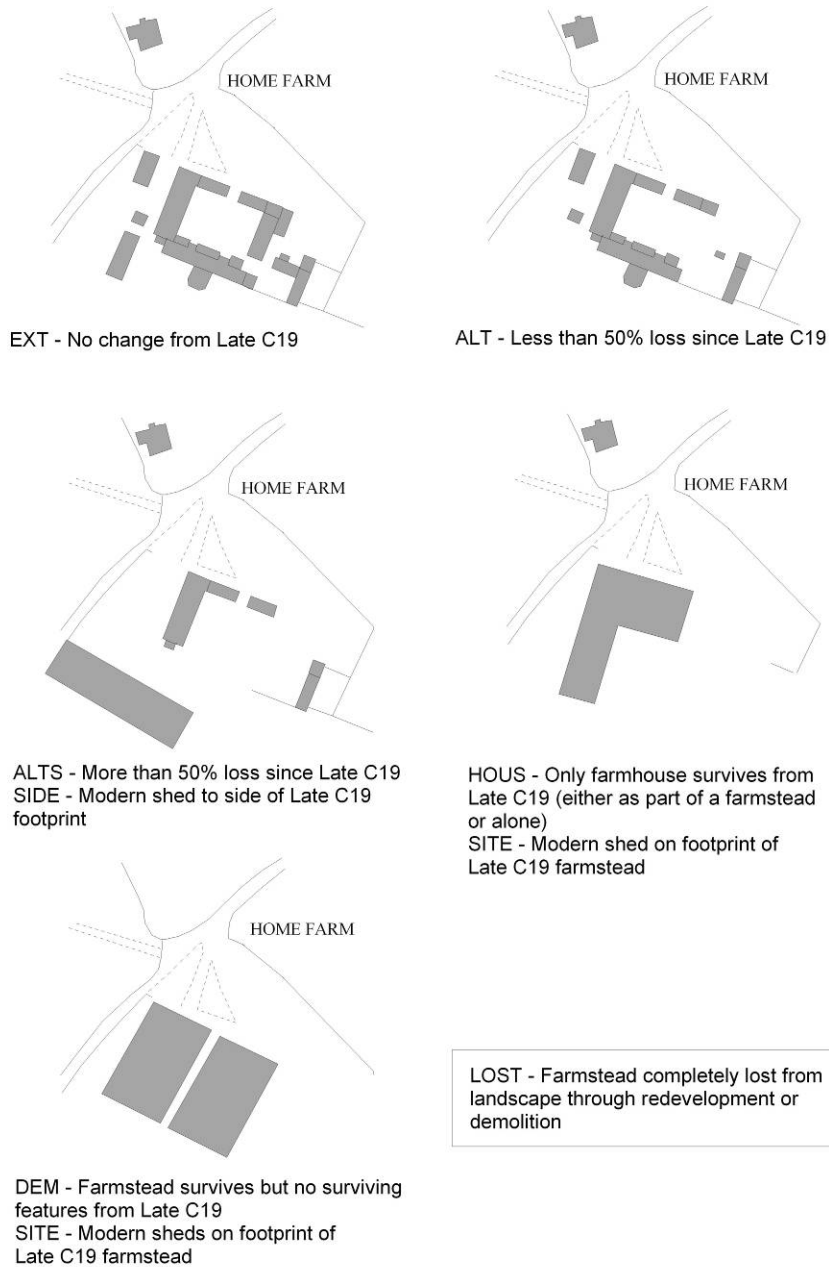 HOME FARM
HOME FARM
EXT - No change from Late C19
ALT - Less than 50% loss since Late C19
HOME FARM
HOME FARM
ALTS - More than 50% loss since Late C19
SIDE - Modern shed to side of Late C19
footprint
HOUS - Only farmhouse survives from
Late C19 (either as part of a farmstead
or alone)
SITE - Modern shed on footprint of
Late C19 farmstead
HOME FARM
DEM - Farmstead survives but no surviving
features from Late C19
SITE - Modern sheds on footprint of
Late C19 farmstead
LOST - Farmstead completely lost from
landscape through redevelopment or
demolition